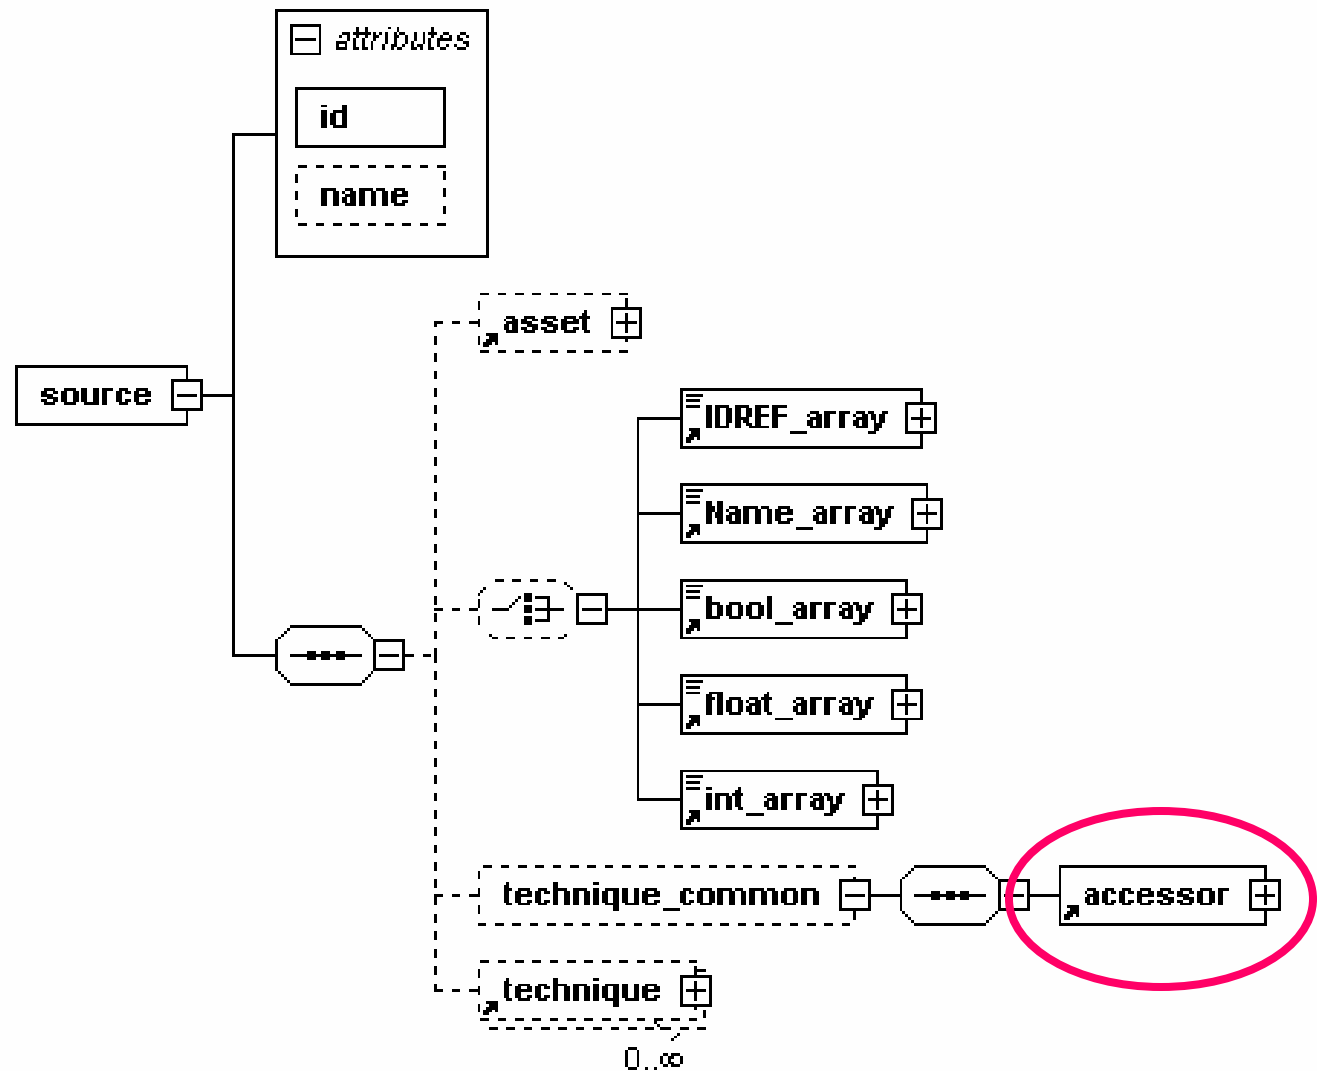 attributes
id
name
asset
source
IDREF_array
Name_array
bool_array
float_array
int_array
technique_common
accessor
technique
0..∞